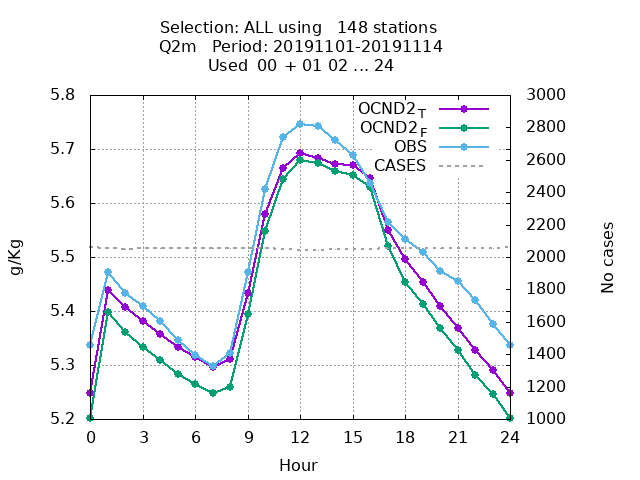 Selection: ALL using   148 stations
Q2m   Period: 20191101-20191114
Used  00 + 01 02 ... 24
5.8
5.7
5.6
5.5
5.4
5.3
5.2
g/Kg
OCND2 T
OCND2 F
OBS
CASES
3000
2800
2600
2400
2200
2000
1800
1600
1400
1200
1000
No cases
0 3 6 9 12 15 18 21 24
Hour